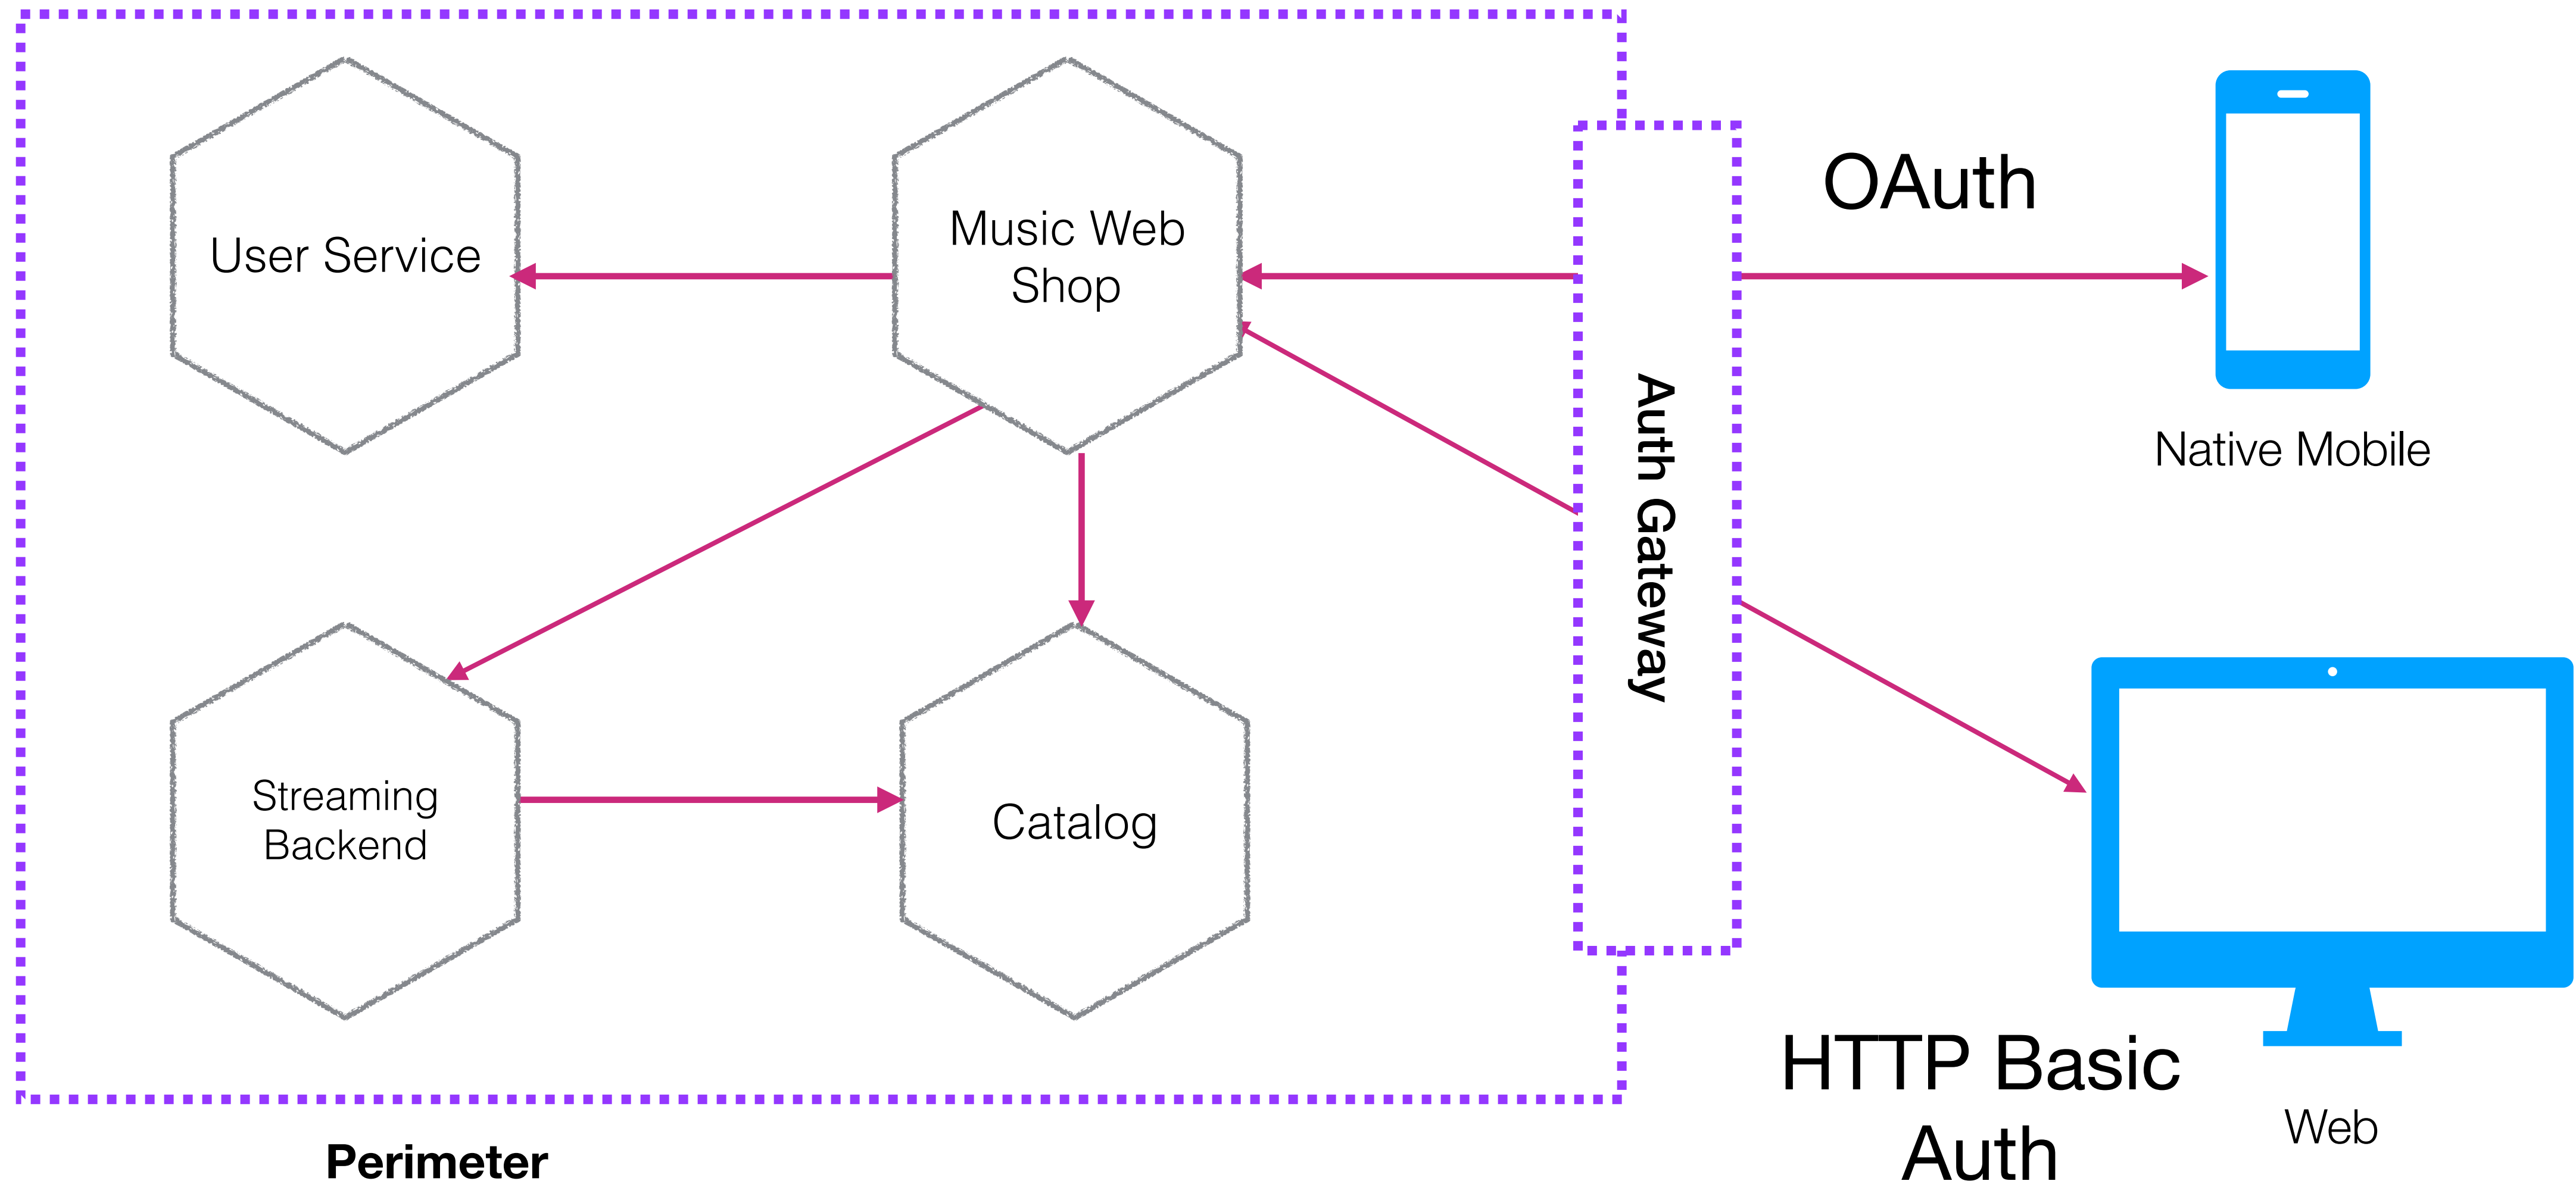 User Service
Music Web
Shop
OAuth
Native Mobile
Auth Gateway
Streaming
Backend
Catalog
HTTP Basic
Auth
Web
Perimeter